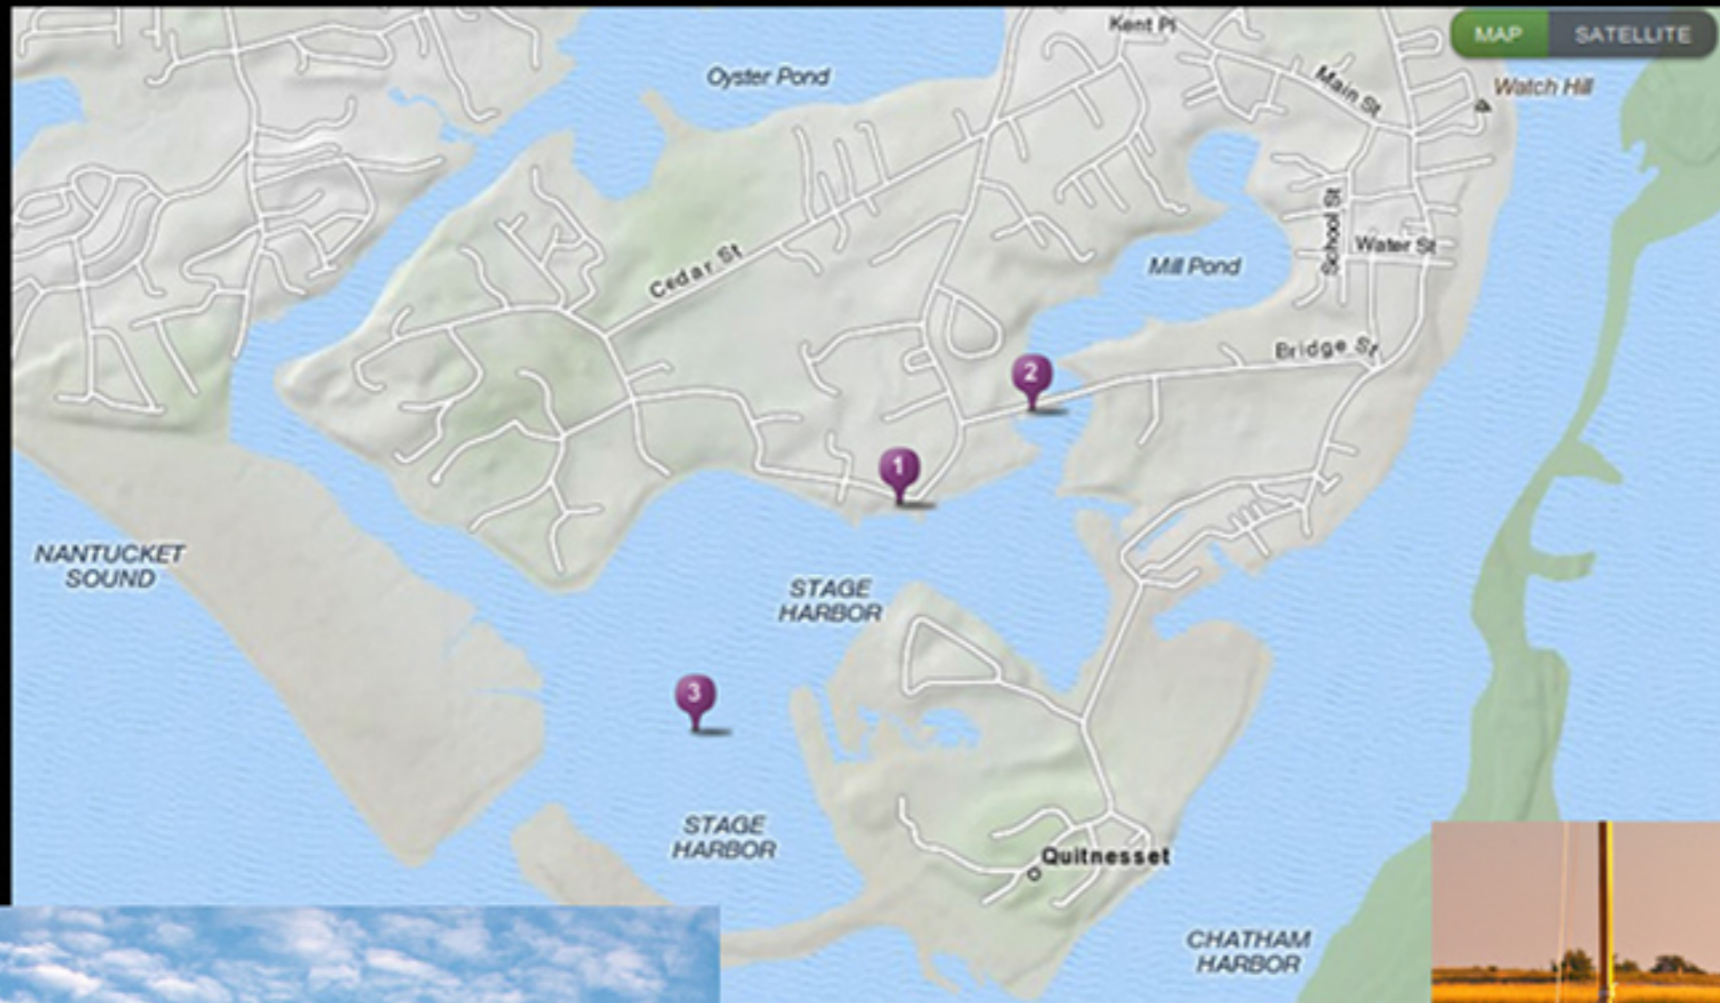 Kent Pl
MAP
SATELLITE
Oyster Pond
Main St
Watch Hill
School St
Water St
Cedar St
Mill Pond
Bridge St
2
1
NANTUCKET
SOUND
STAGE
HARBOR
3
STAGE
HARBOR
Quitnesset
CHATHAM
HARBOR